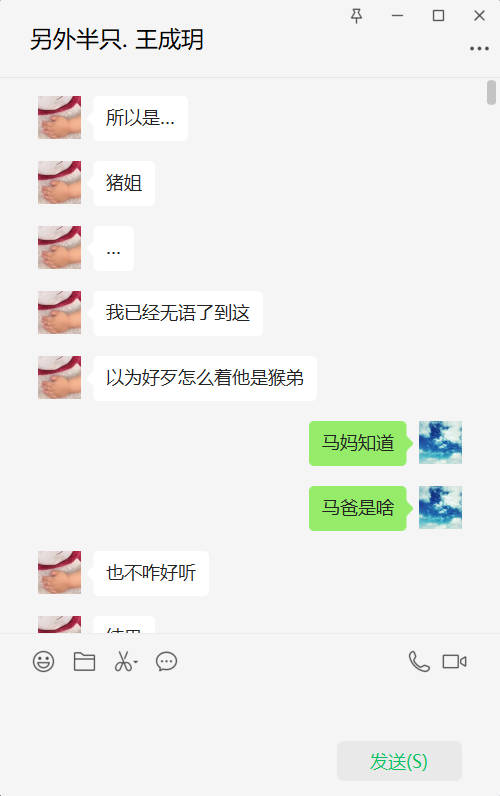 另外半只. 王成玥
所以是...
猪姐
...
我已经无语了到这
以为好歹怎么着他是猴弟
马妈知道
马爸是啥
也不咋好听
发送(S)